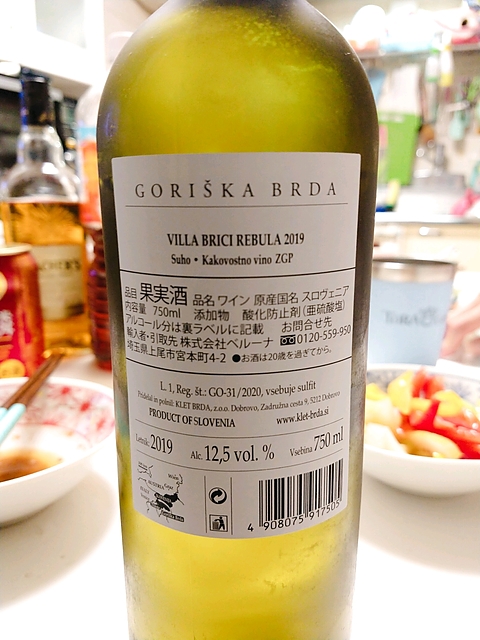 GORIŠKA BRDA
VILLA BRICI REBULA 2019
Suho • Kakovostno vino ZGP
品目 果実酒 品名 ワイン 原産国名 スロヴェニア
内容量 750ml 添加物 酸化防止剤(亜硫酸塩)
アルコール分は裏ラベルに記載 お問合せ先
輸入者・引取先 株式会社ベルーナ 0120-559-950
埼玉県上尾市宮本町4-2 ●お酒は20歳を過ぎてから。
L. 1, Reg. št.: GO-31/2020, vsebuje sulfit
Pridelal in polnil: KLET BRDA, z.o.o. Dobrovo, Zadružna cesta 9, 5212 Dobrovo
PRODUCT OF SLOVENIA www.klet-brda.si
Letnik 2019 Alc. 12,5 vol. % Vsebina 750 ml
4 908075 917505